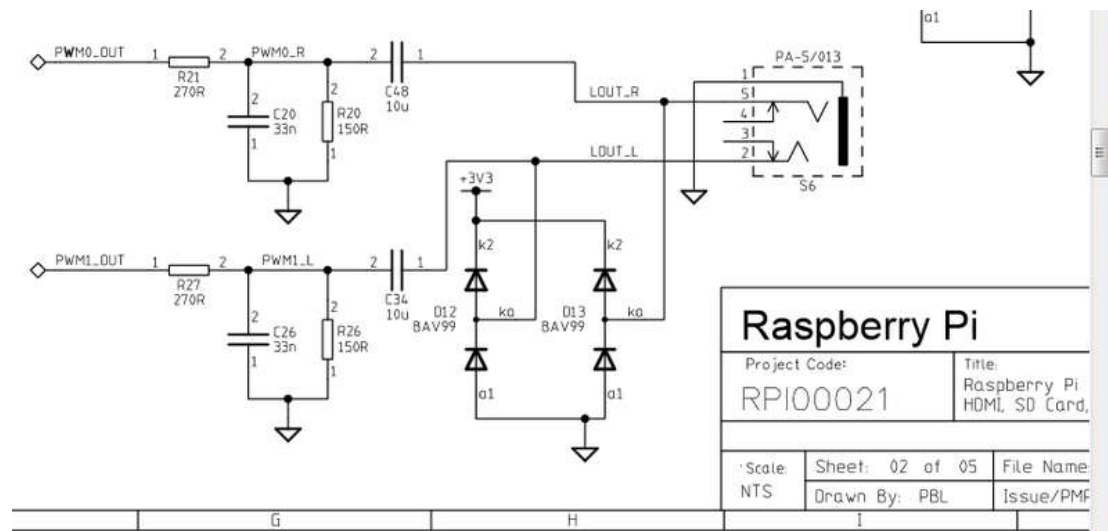 a1
PWM0_OUT
1
R21
270R
2
PWM0_R
2
C20
33n
1
2
R20
150R
1
2
C48
10u
1
LOUT_R
LOUT_L
PA-5/013
1
5
4
3
2
S6
PWM1_OUT
1
R27
270R
2
PWM1_L
2
C26
33n
1
2
R26
150R
1
2
C34
10u
1
+3V3
k2
D12
BAV99
ka
a1
k2
D13
BAV99
ka
a1
Raspberry Pi
Project Code:
RPI00021
Title:
Raspberry Pi
HDMI, SD Card,
Scale:
NTS
Sheet: 02 of 05
File Name
Drawn By: PBL
Issue/PMP
G
H
I